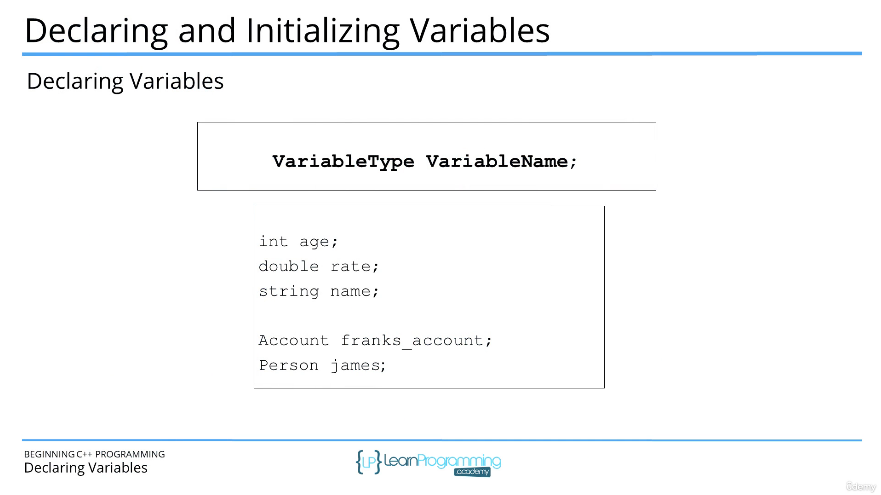 Declaring and Initializing Variables
Declaring Variables
VariableType VariableName;
int age;
double rate;
string name;
Account franks_account;
Person james;
BEGINNING C++ PROGRAMMING
Declaring Variables
{LP} LearnProgramming
academy
Udemy